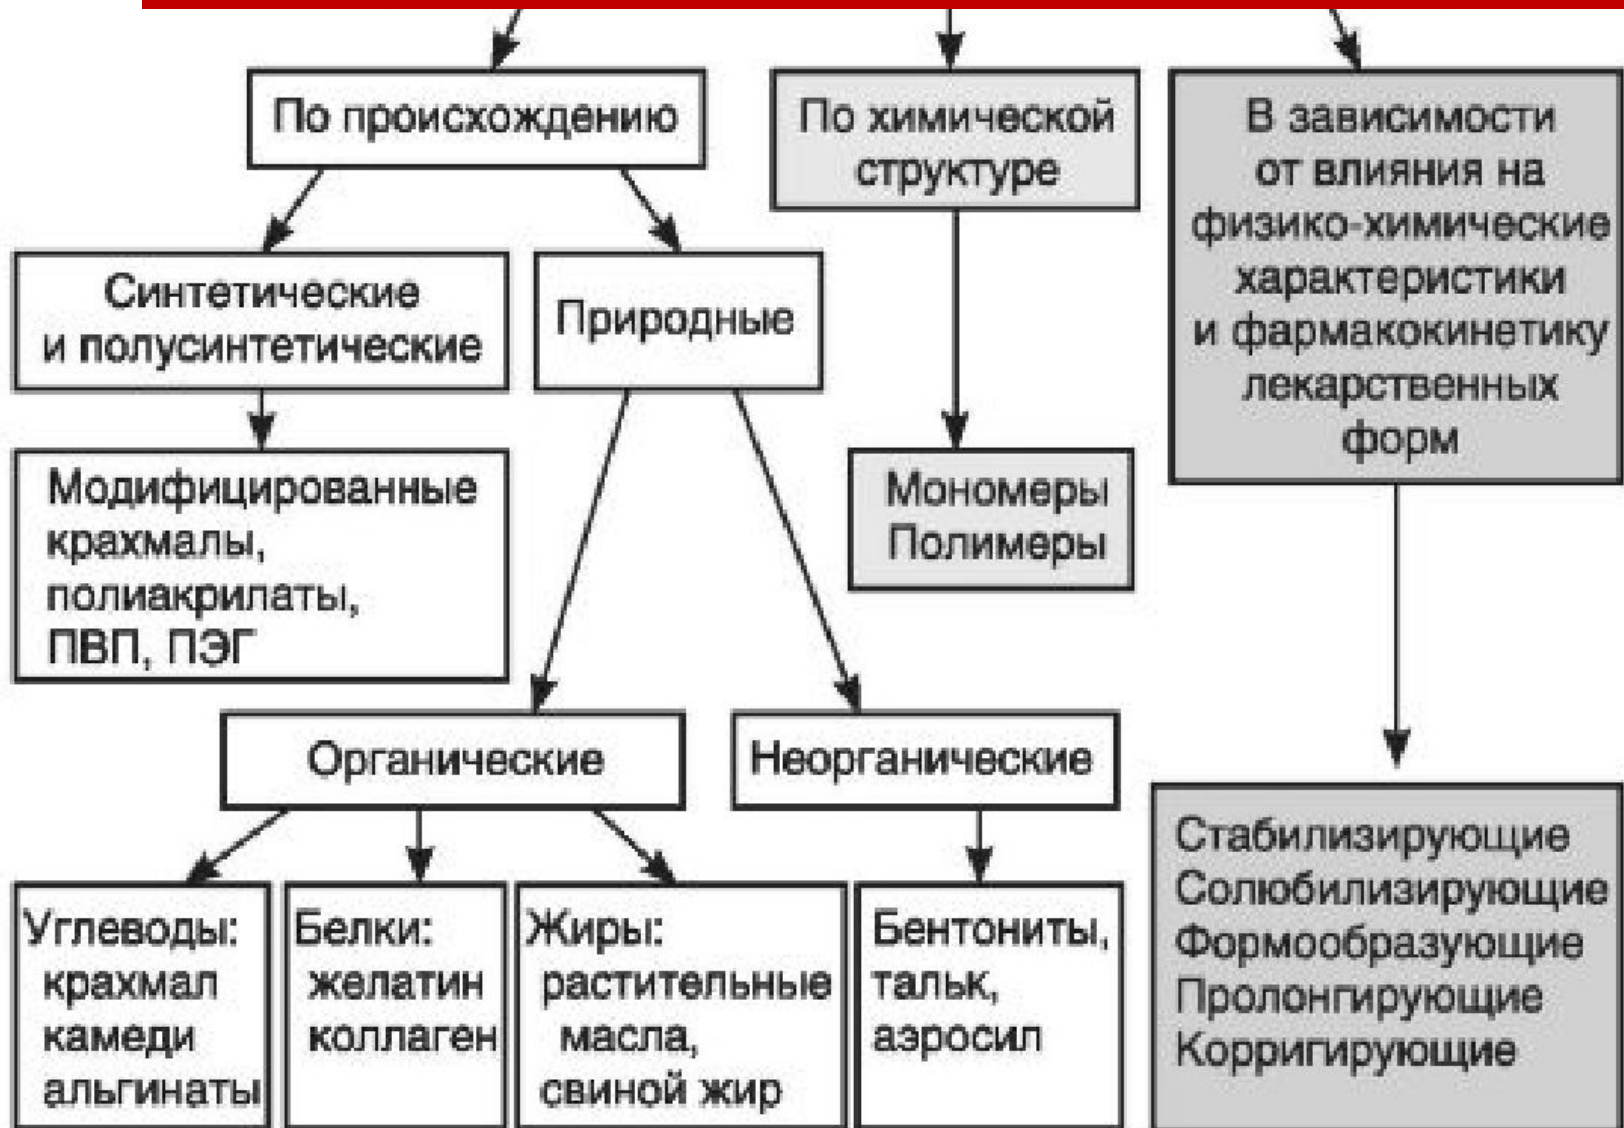 По происхождению
По химической
структуре
В зависимости
от влияния на
физико-химические
характеристики
и фармакокинетику
лекарственных
форм
Синтетические
и полусинтетические
Природные
Модифицированные
крахмалы,
полиакрилаты,
ПВП, ПЭГ
Мономеры
Полимеры
Органические
Неорганические
Углеводы:
крахмал
камеди
альгинаты
Белки:
желатин
коллаген
Жиры:
растительные
масла,
свиной жир
Бентониты,
тальк,
аэросил
Стабилизирующие
Солюбилизирующие
Формообразующие
Пролонгирующие
Корригирующие